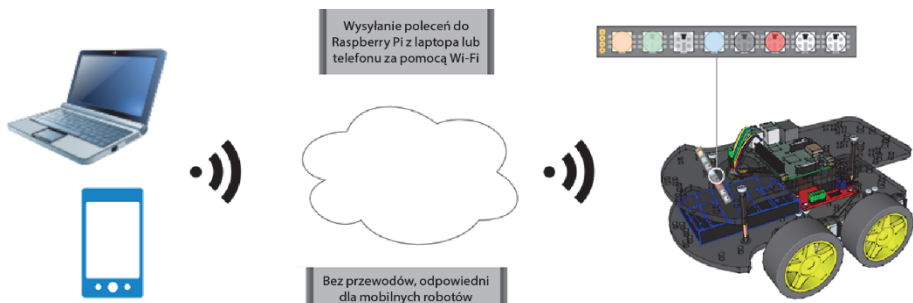 Wysyłanie poleceń do
Raspberry Pi z laptopa lub
telefonu za pomocą Wi-Fi
Bez przewodów, odpowiedni
dla mobilnych robotów